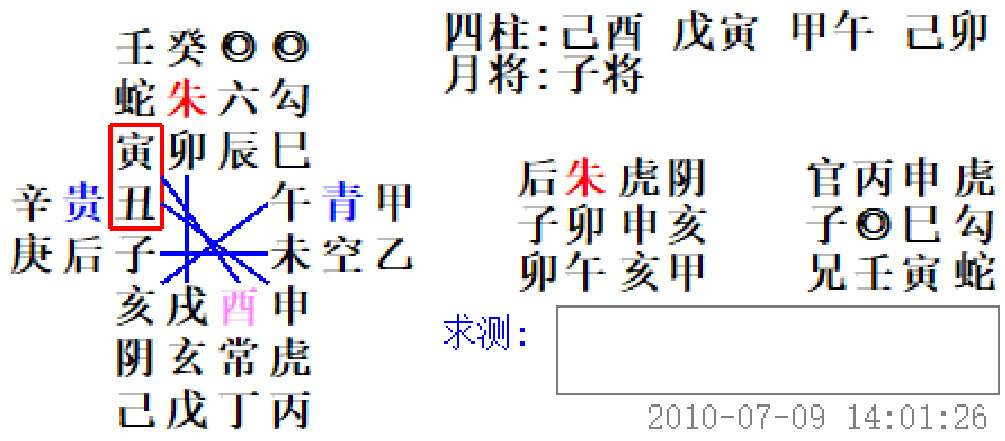 壬癸◎◎
蛇朱六勾
寅卯辰巳
辛贵丑 午青甲
庚后子 未空乙
亥戌酉申
阴玄常虎
己戊丁丙
四柱:己酉 戊寅 甲午 己卯
月将:子将
后朱虎阴 官丙申虎
子卯申亥 子◎巳勾
卯午亥甲 兄壬寅蛇
求测:
2010-07-09 14:01:26